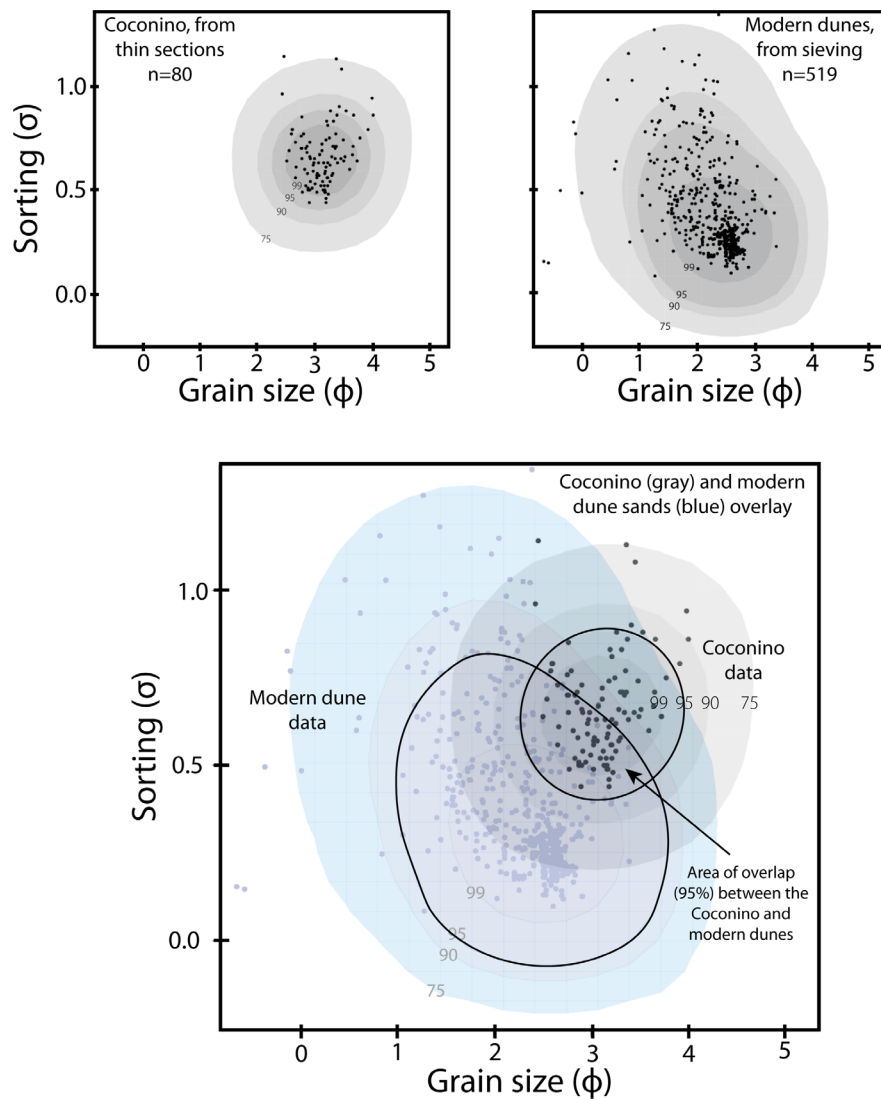 Coconino, from
thin sections
n=80
Sorting (σ)
1.0
0.5
0.0
99
95
90
75
0 1 2 3 4 5
Grain size (ϕ)
Modern dunes,
from sieving
n=519
99
95
90
75
0 1 2 3 4 5
Grain size (ϕ)
Coconino (gray) and modern
dune sands (blue) overlay
Sorting (σ)
1.0
0.5
0.0
Modern dune
data
Coconino
data
99 95 90 75
Area of overlap
(95%) between the
Coconino and
modern dunes
99
95
90
75
0 1 2 3 4 5
Grain size (ϕ)